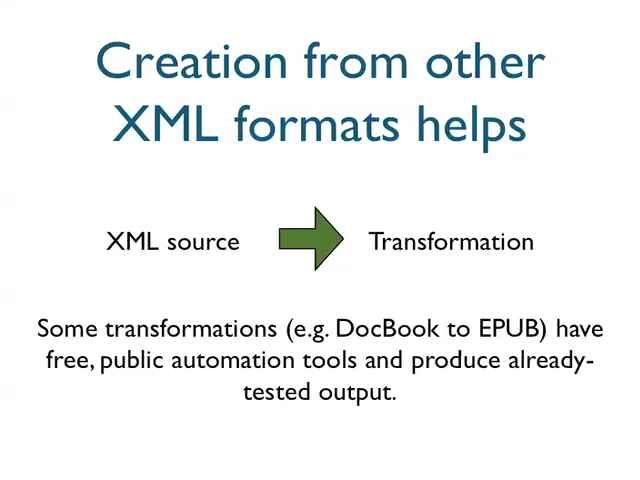 Creation from other
XML formats helps
XML source
Transformation
Some transformations (e.g. DocBook to EPUB) have
free, public automation tools and produce already-
tested output.